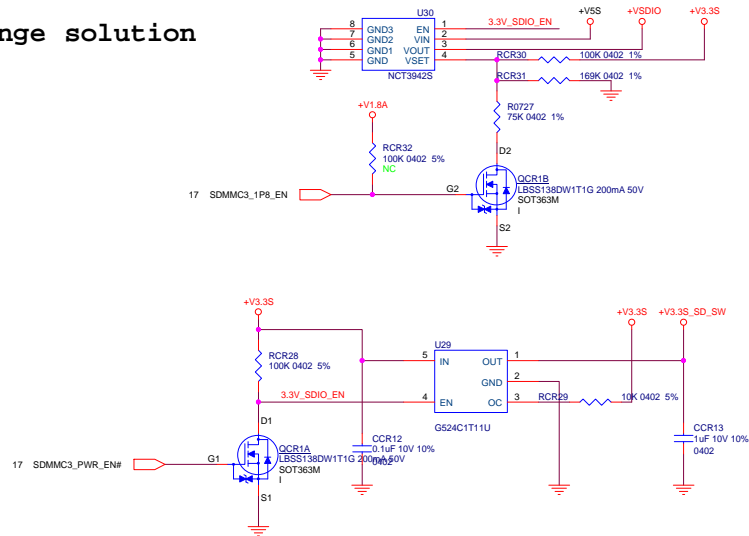 nge solution
U30
+V5S
+VSDIO
+V3.3S
8
7
6
5
GND3
GND2
GND1
GND
EN
VIN
VOUT
VSET
1
2
3
4
NCT3942S
3.3V_SDIO_EN
RCR30
100K 0402 1%
RCR31
169K 0402 1%
R0727
75K 0402 1%
+V1.8A
RCR32
100K 0402 5%
NC
D2
17 SDMMC3_1P8_EN
G2
QCR1B
LBSS138DW1T1G 200mA 50V
SOT363M
I
S2
+V3.3S
RCR28
100K 0402 5%
3.3V_SDIO_EN
U29
5
IN
OUT
1
GND
2
4
EN
OC
3
G524C1T11U
+V3.3S
+V3.3S_SD_SW
RCR29
10K 0402 5%
D1
17 SDMMC3_PWR_EN#
G1
QCR1A
LBSS138DW1T1G 200mA 50V
SOT363M
I
S1
CCR12
0.1uF 10V 10%
0402
CCR13
1uF 10V 10%
0402